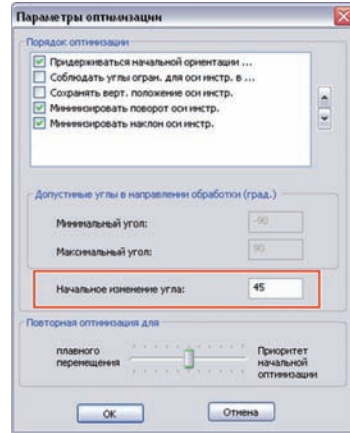 Параметры оптимизации
Порядок оптимизации
Придерживаться начальной ориентации ...
Соблюдать углы огран. для оси инстр. в ...
Сохранять верт. положение оси инстр.
Минимизировать поворот оси инстр.
Минимизировать наклон оси инстр.
Допустимые углы в направлении обработки (град.)
Минимальный угол: -90
Максимальный угол: 90
Начальное изменение угла: 45
Повторная оптимизация для
плавного перемещения
Приоритет начальной оптимизации
OK Отмена